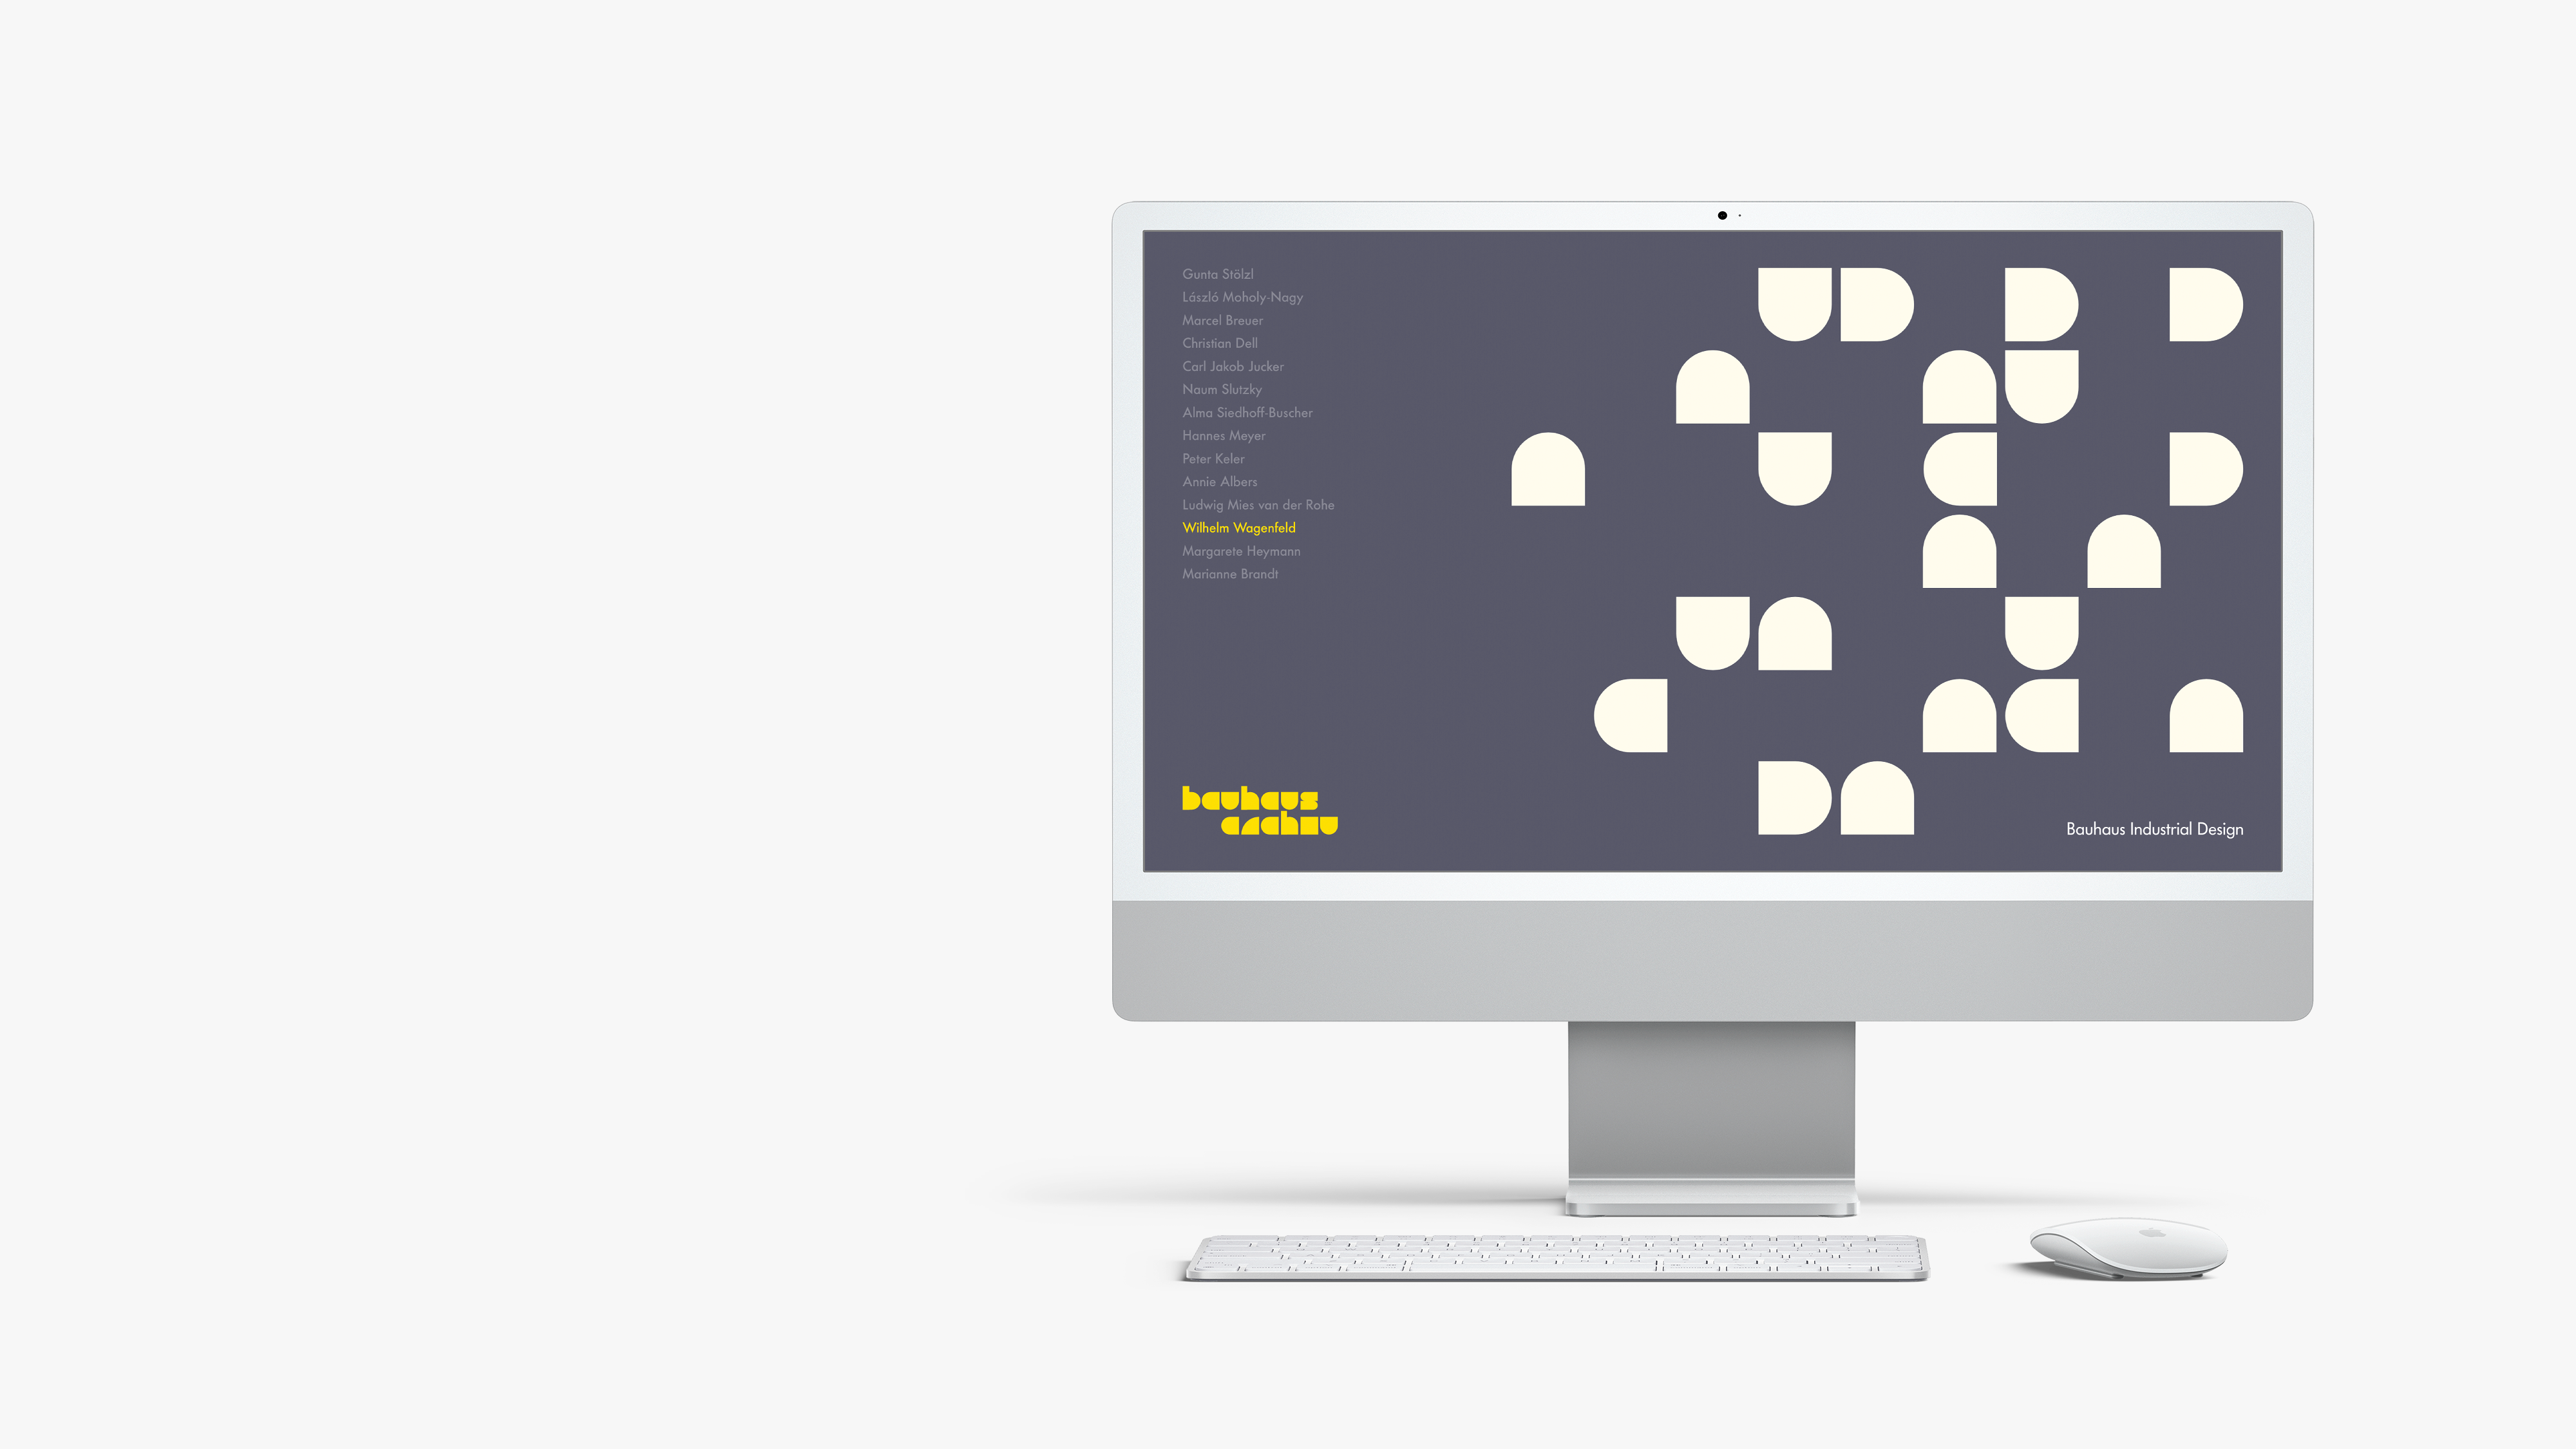 Gunta Stölzl
László Moholy-Nagy
Marcel Breuer
Christian Dell
Carl Jakob Jucker
Naum Slutzky
Alma Siedhoff-Buscher
Hannes Meyer
Peter Keler
Annie Albers
Ludwig Mies van der Rohe
Wilhelm Wagenfeld
Margarete Heymann
Marianne Brandt
bauhaus
archiv
Bauhaus Industrial Design